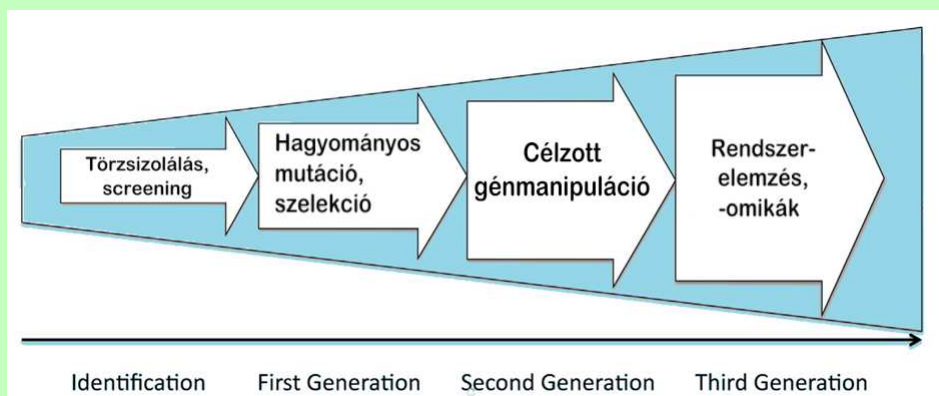 Törzsizolálás,
screening
Hagyományos
mutáció,
szelekció
Célzott
génmanipuláció
Rendszer-
elemzés,
-omikák
Identification
First Generation
Second Generation
Third Generation